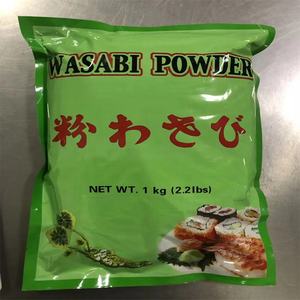 WASABI POWDER
粉わさび
NET WT. 1 kg (2.2lbs)